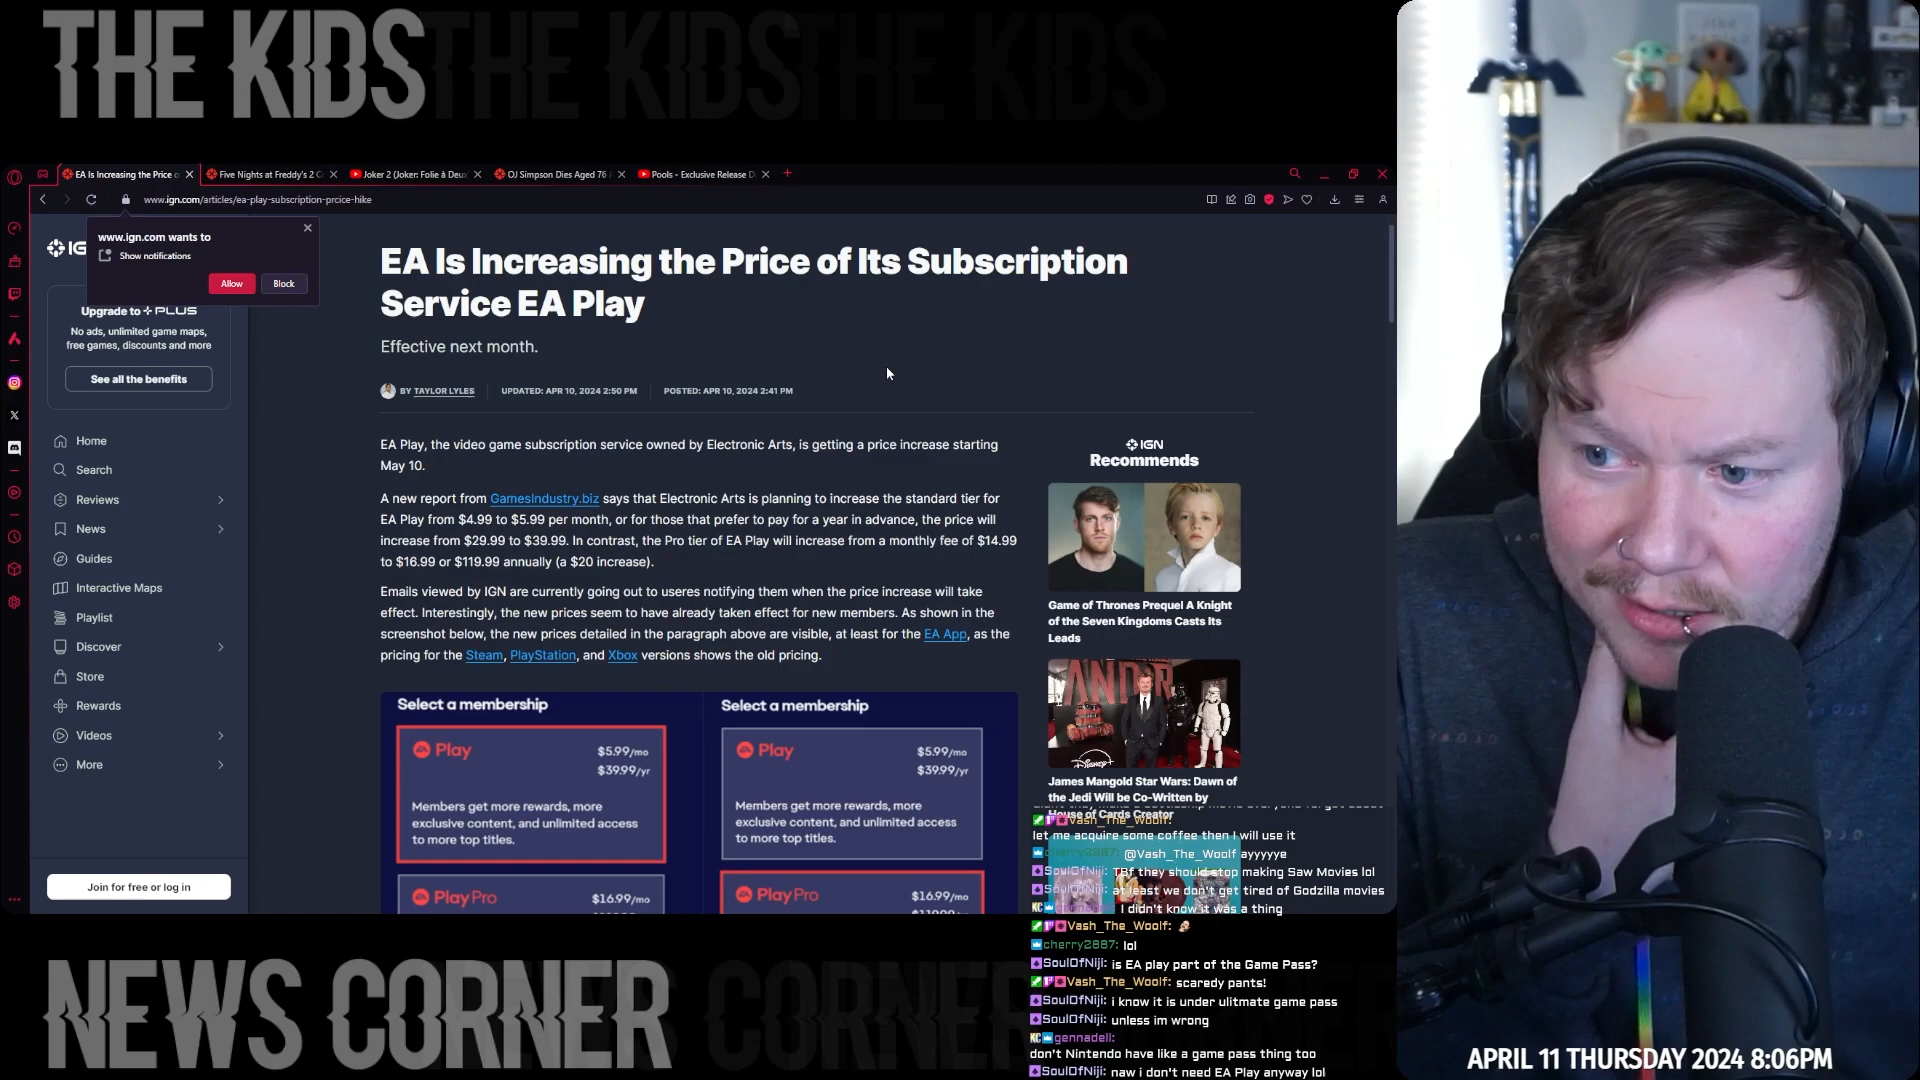 THE KIDS THE KIDS THE KIDS
EA Is Increasing the Price o
Five Nights at Freddy's 2 C
Joker 2 (Joker: Folie à Deux
OJ Simpson Dies Aged 76
Pools - Exclusive Release D
www.ign.com/articles/ea-play-subscription-prcice-hike
www.ign.com wants to
Show notifications
Allow
Block
IG
Upgrade to PLUS
No ads, unlimited game maps,
free games, discounts and more
See all the benefits
Home
Search
Reviews
News
Guides
Interactive Maps
Playlist
Discover
Store
Rewards
Videos
More
Join for free or log in
EA Is Increasing the Price of Its Subscription
Service EA Play
Effective next month.
BY TAYLOR LYLES
UPDATED: APR 10, 2024 2:50 PM
POSTED: APR 10, 2024 2:41 PM
EA Play, the video game subscription service owned by Electronic Arts, is getting a price increase starting
May 10.
A new report from GamesIndustry.biz says that Electronic Arts is planning to increase the standard tier for
EA Play from $4.99 to $5.99 per month, or for those that prefer to pay for a year in advance, the price will
increase from $29.99 to $39.99. In contrast, the Pro tier of EA Play will increase from a monthly fee of $14.99
to $16.99 or $119.99 annually (a $20 increase).
Emails viewed by IGN are currently going out to useres notifying them when the price increase will take
effect. Interestingly, the new prices seem to have already taken effect for new members. As shown in the
screenshot below, the new prices detailed in the paragraph above are visible, at least for the EA App, as the
pricing for the Steam, PlayStation, and Xbox versions shows the old pricing.
Select a membership
EA Play
$5.99/mo
$39.99/yr
Members get more rewards, more
exclusive content, and unlimited access
to more top titles.
EA Play Pro
$16.99/mo
Select a membership
EA Play
$5.99/mo
$39.99/yr
Members get more rewards, more
exclusive content, and unlimited access
to more top titles.
EA Play Pro
$16.99/mo
IGN
Recommends
Game of Thrones Prequel A Knight
of the Seven Kingdoms Casts Its
Leads
ANDOR
Disney
James Mangold Star Wars: Dawn of
the Jedi Will be Co-Written by
House of Cards Creator
Vash_The_Woolf:
let me acquire some coffee then I will use it
cherry2887: @Vash_The_Woolf ayyyyye
SoulOfNiji: TBf they should stop making Saw Movies lol
SoulOfNiji: at least we don't get tired of Godzilla movies
I didn't know it was a thing
Vash_The_Woolf:
cherry2887: lol
SoulOfNiji: is EA play part of the Game Pass?
Vash_The_Woolf: scaredy pants!
SoulOfNiji: i know it is under ulitmate game pass
SoulOfNiji: unless im wrong
KC gennadell:
don't Nintendo have like a game pass thing too
SoulOfNiji: naw i don't need EA Play anyway lol
NEWS CORNER
APRIL 11 THURSDAY 2024 8:06PM